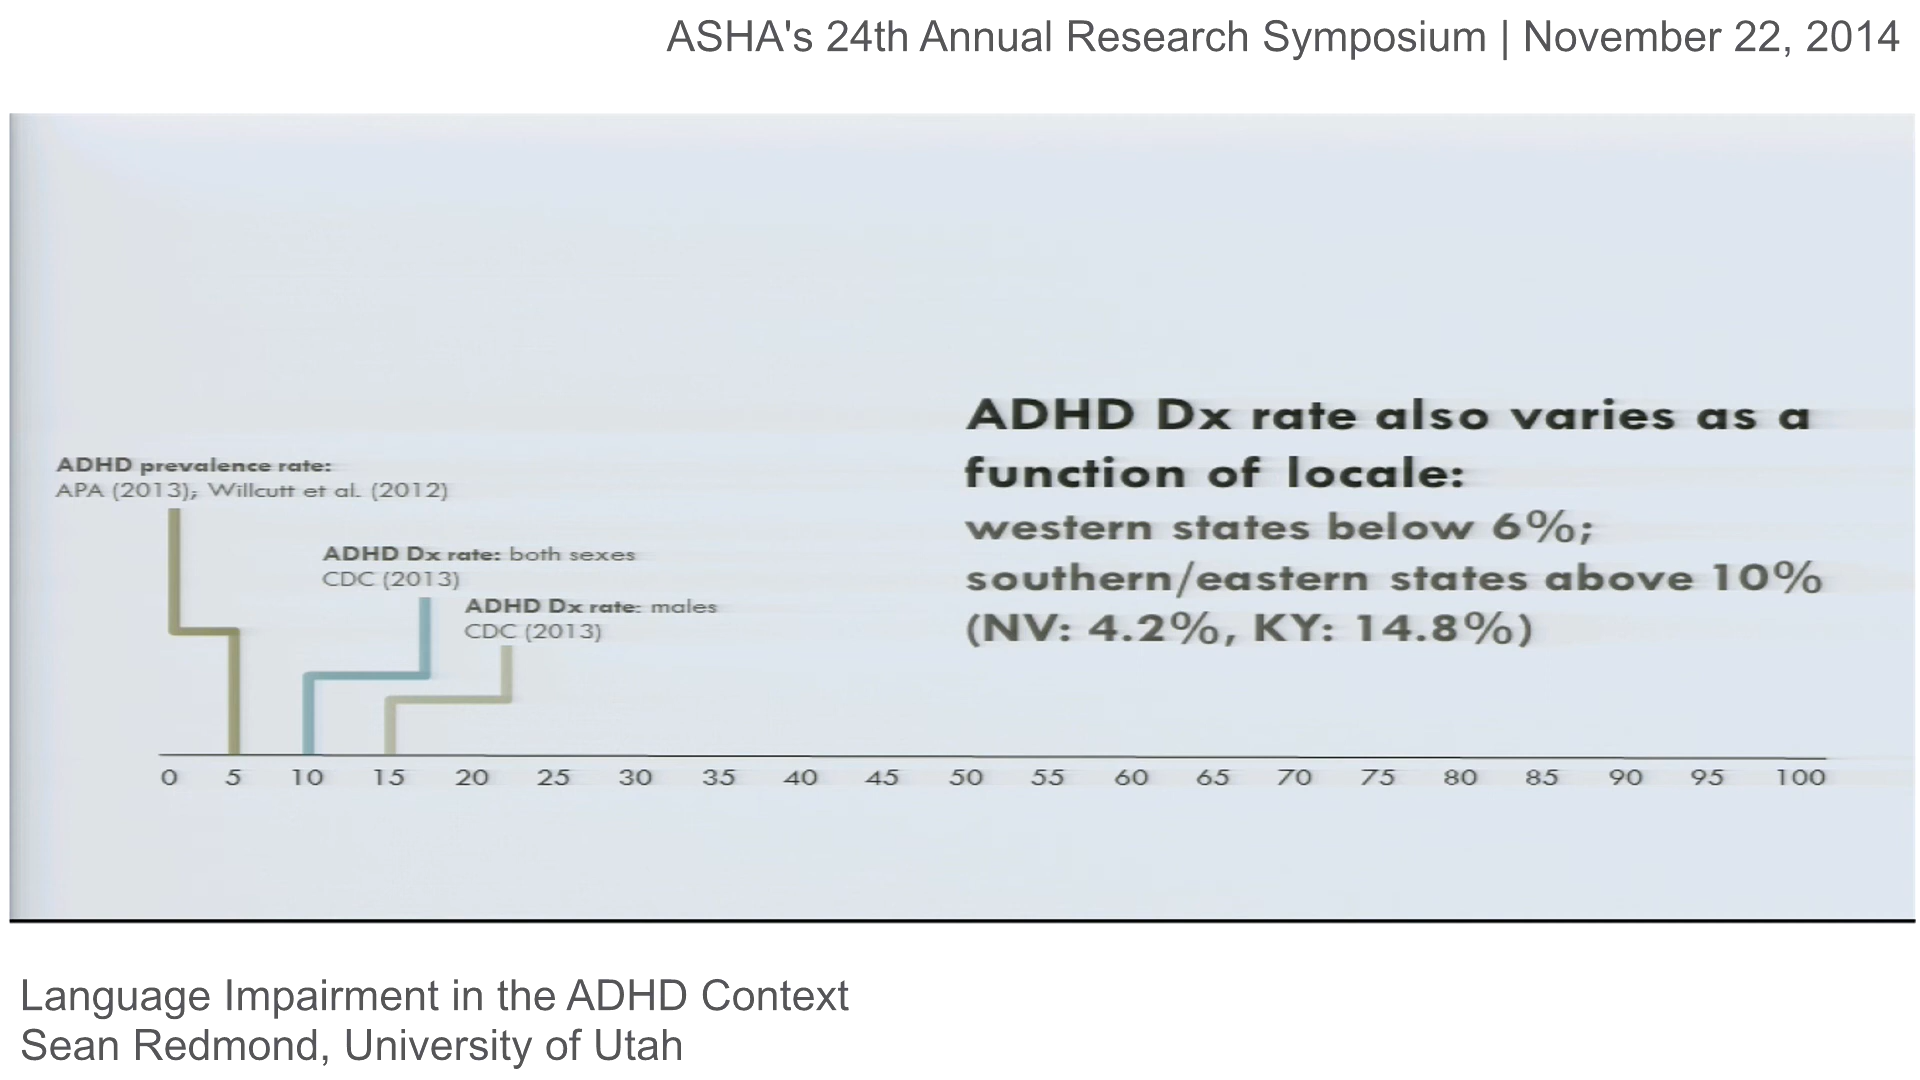 ASHA's 24th Annual Research Symposium | November 22, 2014
ADHD Dx rate also varies as a
function of locale:
western states below 6%;
southern/eastern states above 10%
(NV: 4.2%, KY: 14.8%)
ADHD prevalence rate:
APA (2013); Willcutt et al. (2012)
ADHD Dx rate: both sexes
CDC (2013)
ADHD Dx rate: males
CDC (2013)
0 5 10 15 20 25 30 35 40 45 50 55 60 65 70 75 80 85 90 95 100
Language Impairment in the ADHD Context
Sean Redmond, University of Utah